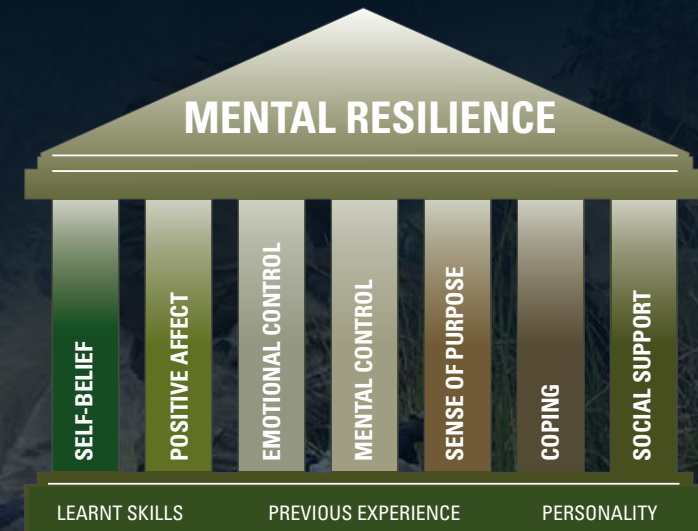 MENTAL RESILIENCE
SELF-BELIEF
POSITIVE AFFECT
EMOTIONAL CONTROL
MENTAL CONTROL
SENSE OF PURPOSE
COPING
SOCIAL SUPPORT
LEARNT SKILLS
PREVIOUS EXPERIENCE
PERSONALITY